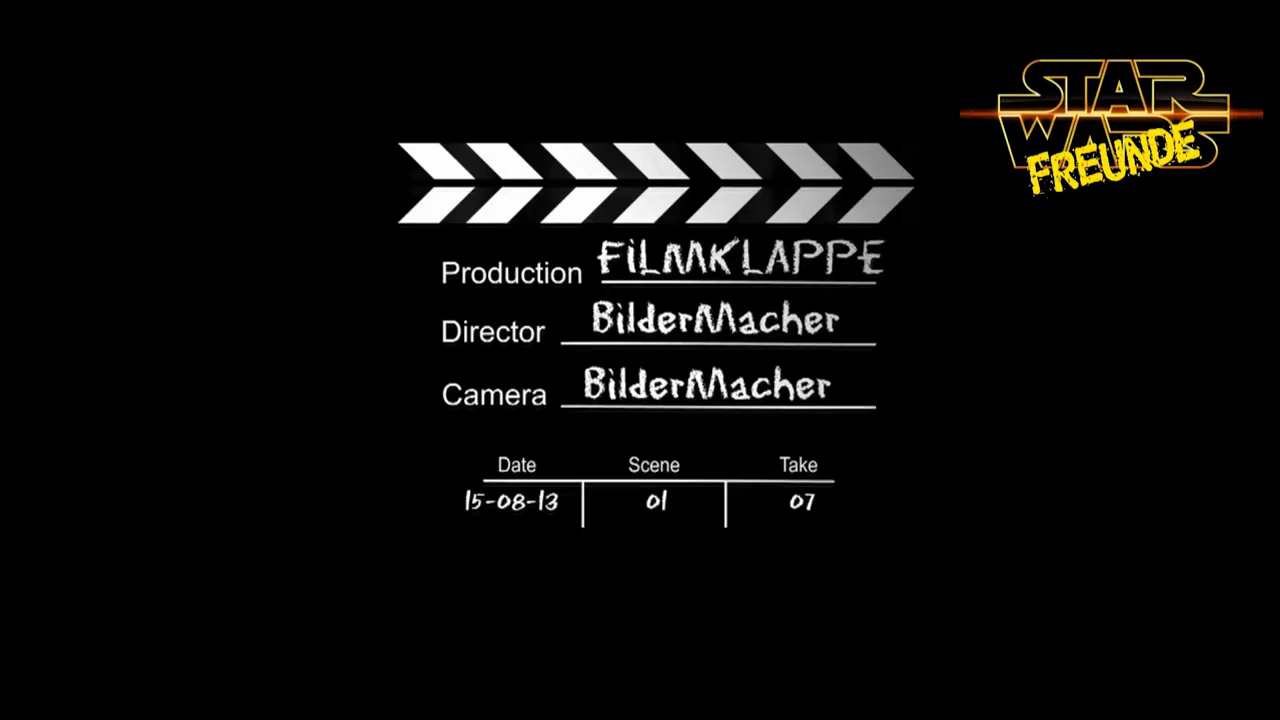 STAR
WARS
FREUNDE
Production FiLMKLAPPE
Director BilderMacher
Camera BilderMacher
Date Scene Take
15-08-13 01 07